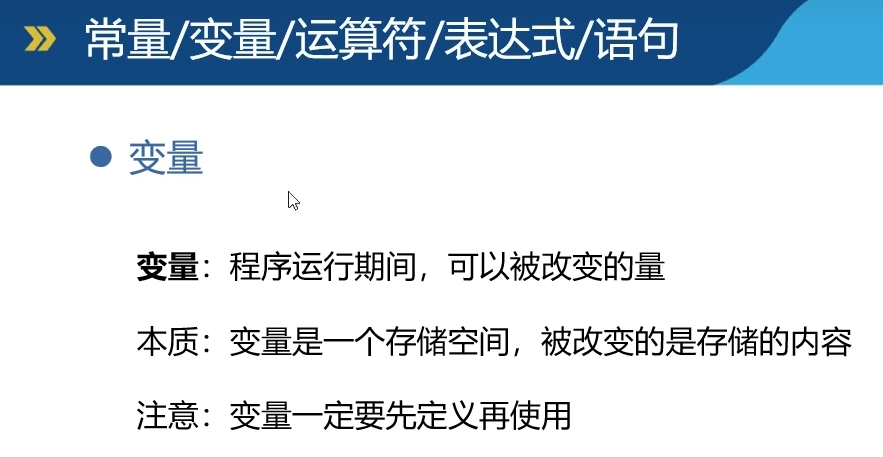 常量/变量/运算符/表达式/语句
变量
变量：程序运行期间，可以被改变的量
本质：变量是一个存储空间，被改变的是存储的内容
注意：变量一定要先定义再使用